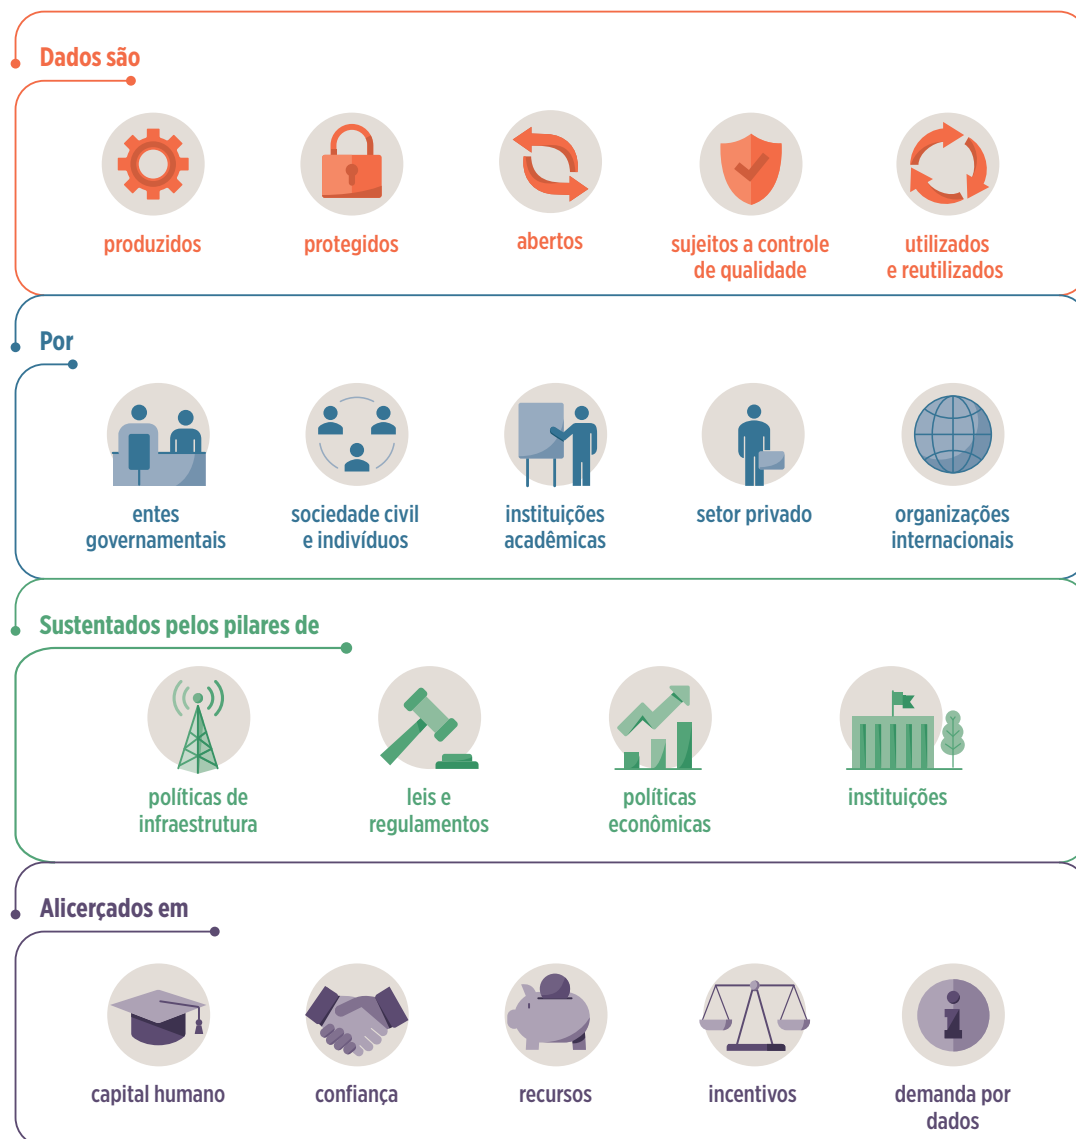 Dados são
produzidos
protegidos
abertos
sujeitos a controle
de qualidade
utilizados
e reutilizados
Por
entes
governamentais
sociedade civil
e indivíduos
instituições
acadêmicas
setor privado
organizações
internacionais
Sustentados pelos pilares de
políticas de
infraestrutura
leis e
regulamentos
políticas
econômicas
instituições
Alicerçados em
capital humano
confiança
recursos
incentivos
demanda por
dados